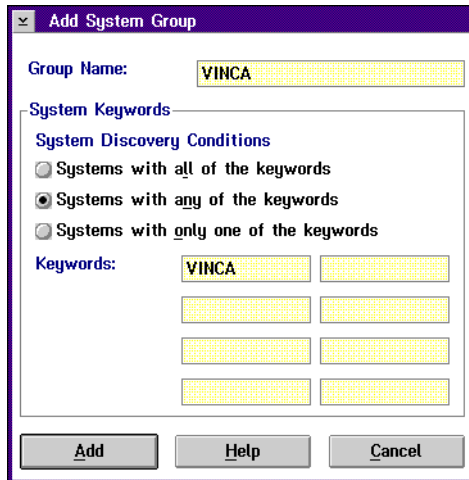 Add System Group
Group Name: VINCA
System Keywords
System Discovery Conditions
Systems with all of the keywords
Systems with any of the keywords
Systems with only one of the keywords
Keywords: VINCA
Add Help Cancel